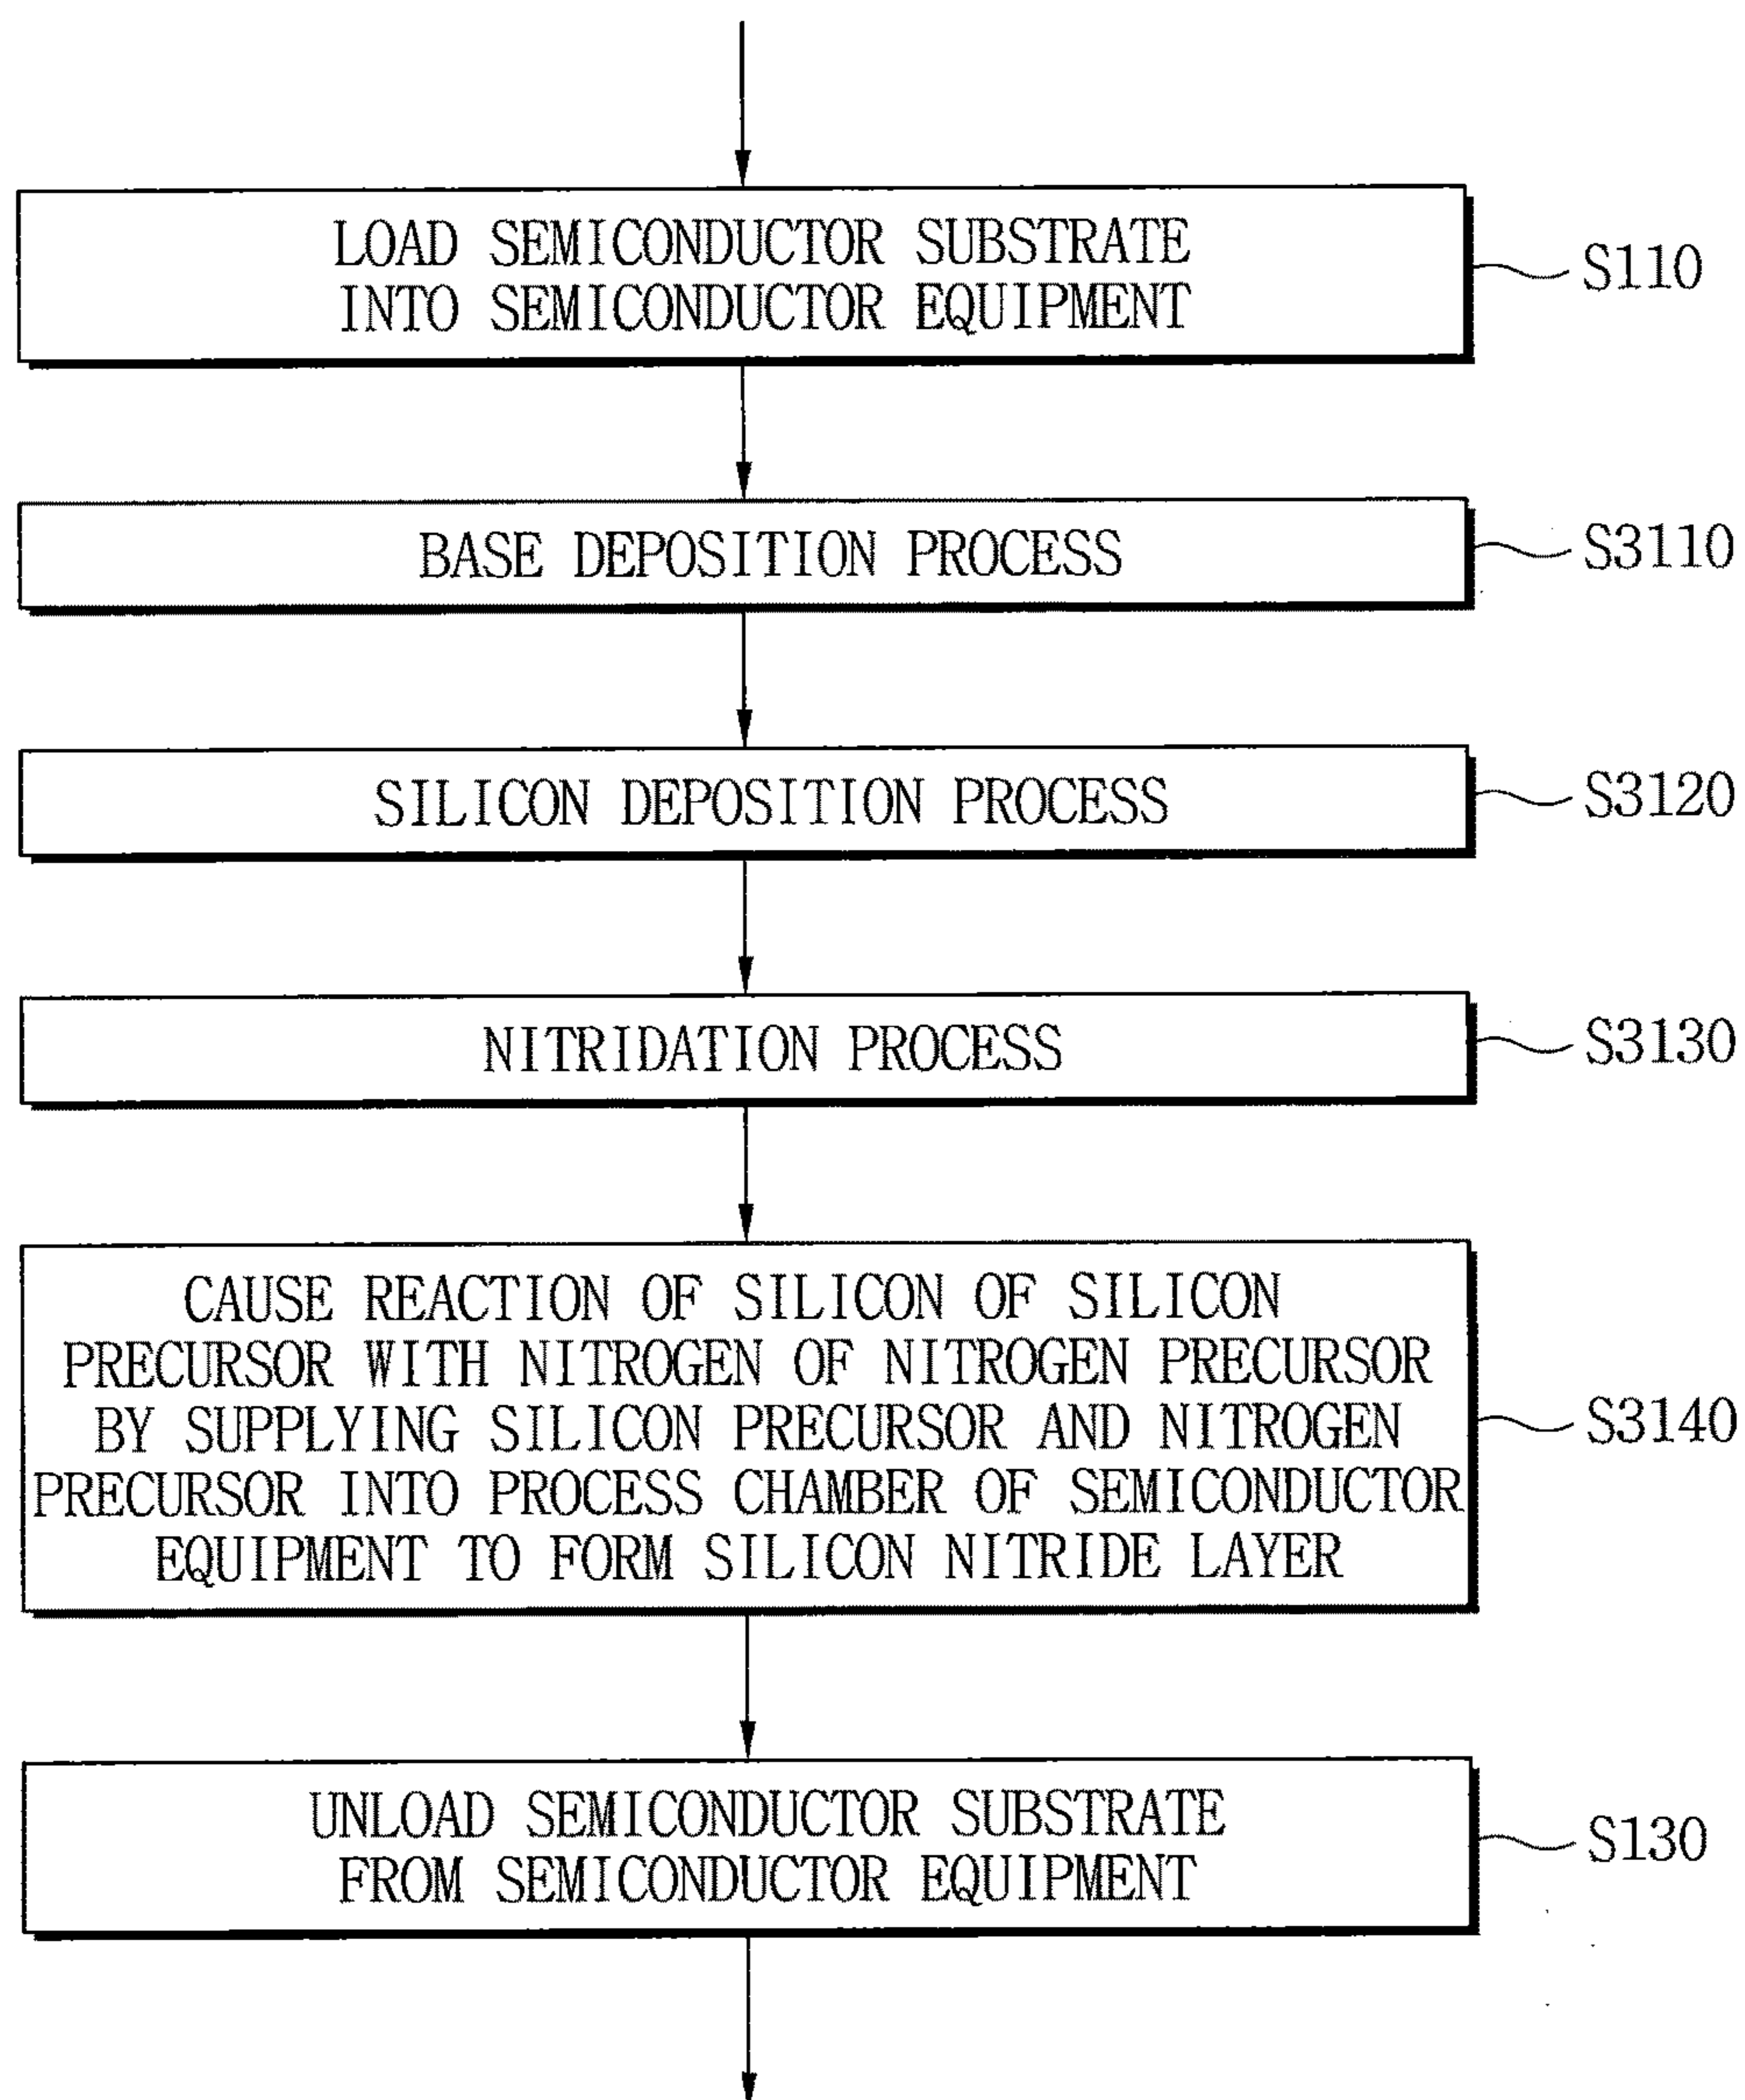 LOAD SEMICONDUCTOR SUBSTRATE
INTO SEMICONDUCTOR EQUIPMENT
S110
BASE DEPOSITION PROCESS
S3110
SILICON DEPOSITION PROCESS
S3120
NITRIDATION PROCESS
S3130
CAUSE REACTION OF SILICON OF SILICON
PRECURSOR WITH NITROGEN OF NITROGEN PRECURSOR
BY SUPPLYING SILICON PRECURSOR AND NITROGEN
PRECURSOR INTO PROCESS CHAMBER OF SEMICONDUCTOR
EQUIPMENT TO FORM SILICON NITRIDE LAYER
S3140
UNLOAD SEMICONDUCTOR SUBSTRATE
FROM SEMICONDUCTOR EQUIPMENT
S130